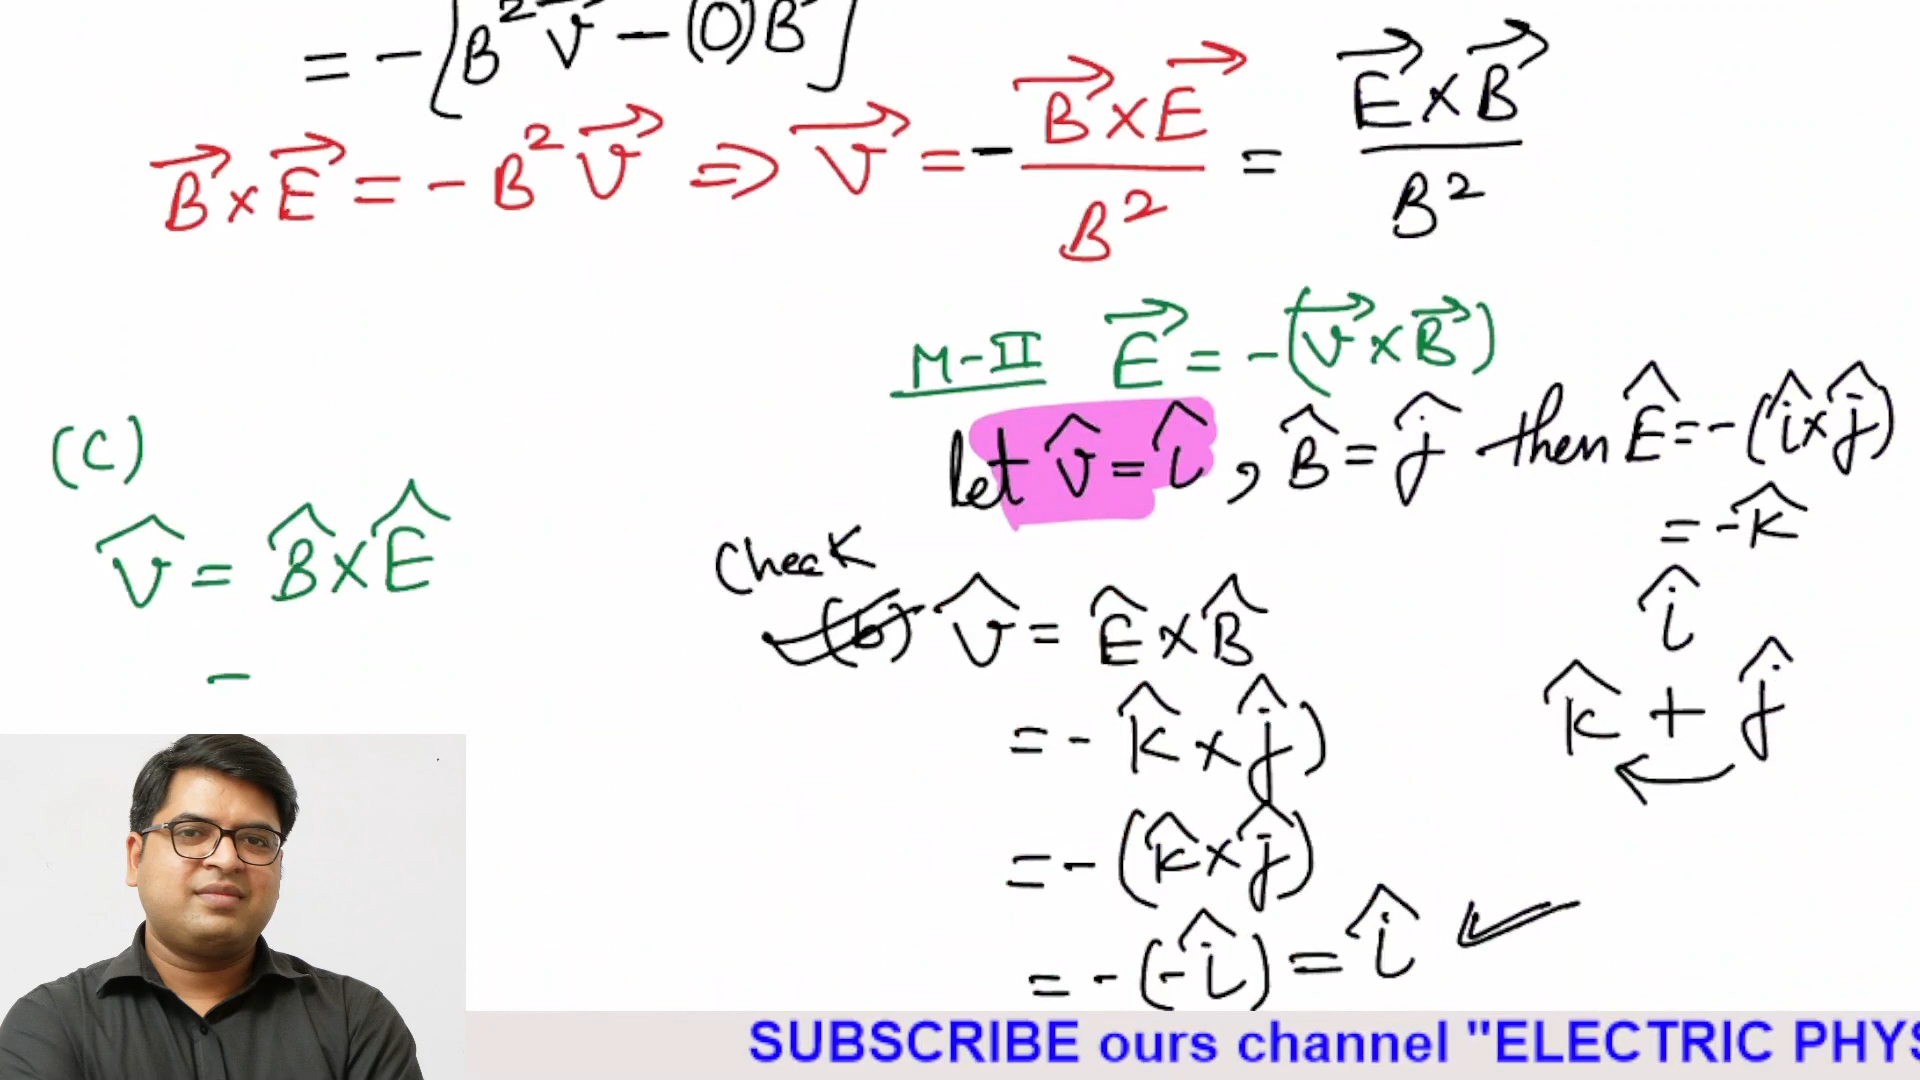 = - [B² v⃗ - (0) B⃗]
B⃗ × E⃗ = - B² v⃗ ⇒ v⃗ = - B⃗ × E⃗ / B² = E⃗ × B⃗ / B²
M-II E⃗ = -(v⃗ × B⃗)
let v̂ = î , B̂ = ĵ then Ê = -(î × ĵ)
= - k̂
(C)
v̂ = B̂ × Ê
-
Check
(b) v̂ = Ê × B̂
= - k̂ × ĵ)
= - (k̂ × ĵ)
= - (- î) = î ✓
î
k̂ + ĵ
SUBSCRIBE ours channel "ELECTRIC PHYS